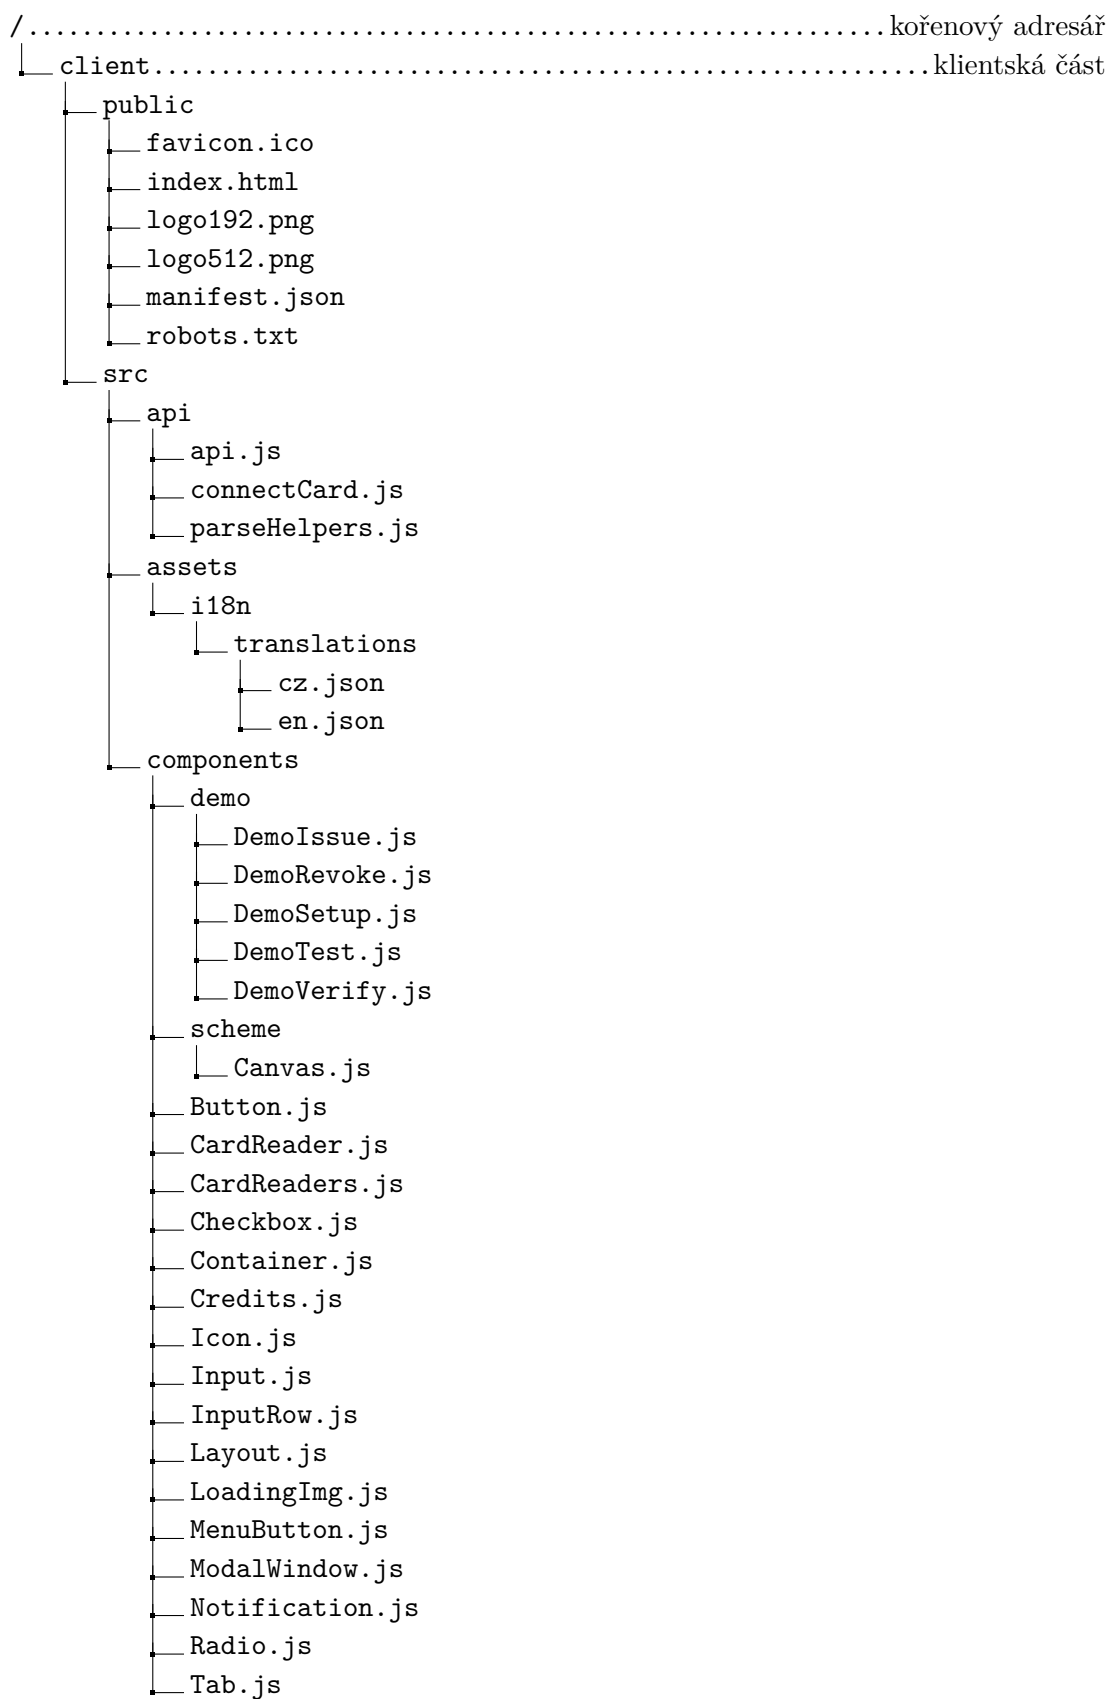 / ................................................................ kořenový adresář
client .......................................................... klientská část
public
favicon.ico
index.html
logo192.png
logo512.png
manifest.json
robots.txt
src
api
api.js
connectCard.js
parseHelpers.js
assets
i18n
translations
cz.json
en.json
components
demo
DemoIssue.js
DemoRevoke.js
DemoSetup.js
DemoTest.js
DemoVerify.js
scheme
Canvas.js
Button.js
CardReader.js
CardReaders.js
Checkbox.js
Container.js
Credits.js
Icon.js
Input.js
InputRow.js
Layout.js
LoadingImg.js
MenuButton.js
ModalWindow.js
Notification.js
Radio.js
Tab.js